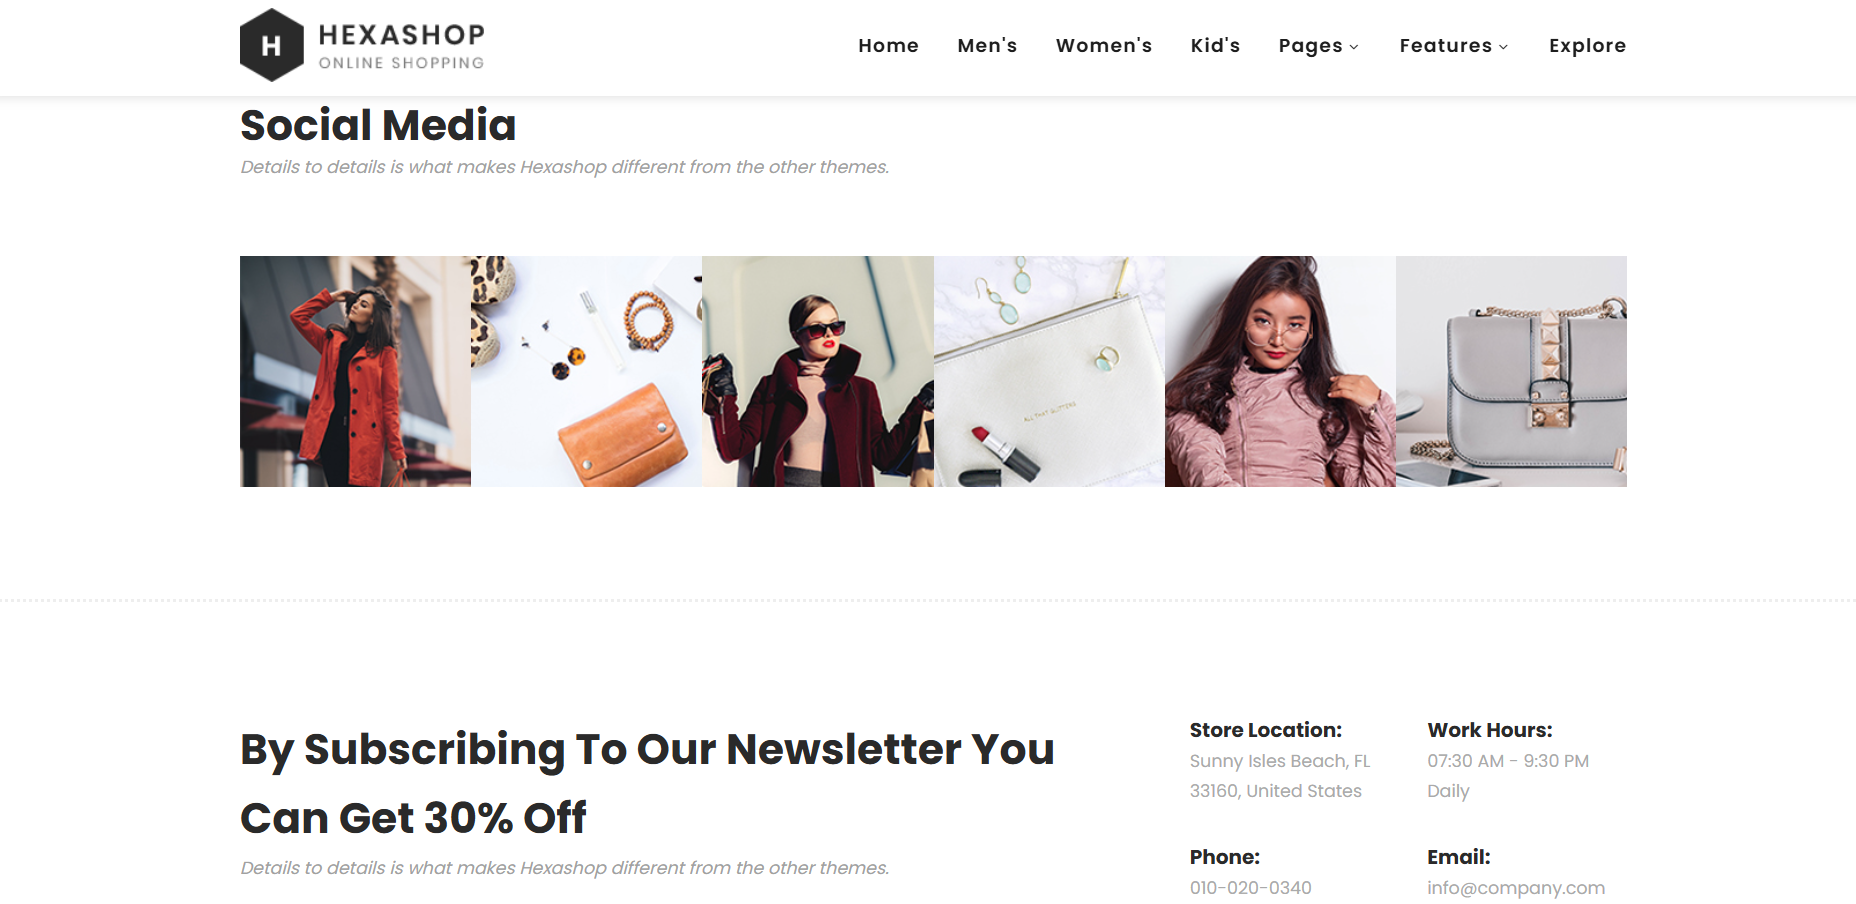 H
HEXASHOP
ONLINE SHOPPING
Home Men's Women's Kid's Pages Features Explore
Social Media
Details to details is what makes Hexashop different from the other themes.
ALL THAT GLITTERS
By Subscribing To Our Newsletter You
Can Get 30% Off
Details to details is what makes Hexashop different from the other themes.
Store Location:
Sunny Isles Beach, FL
33160, United States
Work Hours:
07:30 AM - 9:30 PM
Daily
Phone:
010-020-0340
Email:
info@company.com